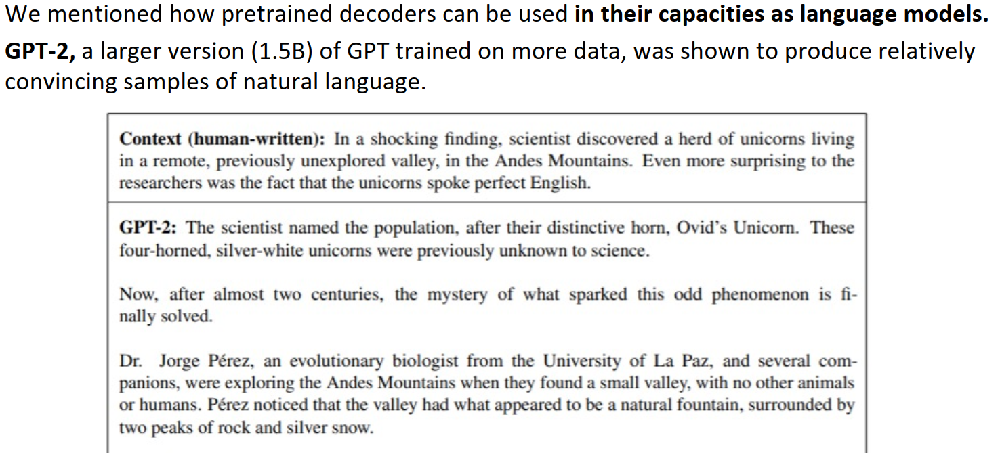 We mentioned how pretrained decoders can be used in their capacities as language models.
GPT-2, a larger version (1.5B) of GPT trained on more data, was shown to produce relatively
convincing samples of natural language.
Context (human-written): In a shocking finding, scientist discovered a herd of unicorns living
in a remote, previously unexplored valley, in the Andes Mountains. Even more surprising to the
researchers was the fact that the unicorns spoke perfect English.
GPT-2: The scientist named the population, after their distinctive horn, Ovid's Unicorn. These
four-horned, silver-white unicorns were previously unknown to science.
Now, after almost two centuries, the mystery of what sparked this odd phenomenon is fi-
nally solved.
Dr. Jorge Pérez, an evolutionary biologist from the University of La Paz, and several com-
panions, were exploring the Andes Mountains when they found a small valley, with no other animals
or humans. Pérez noticed that the valley had what appeared to be a natural fountain, surrounded by
two peaks of rock and silver snow.